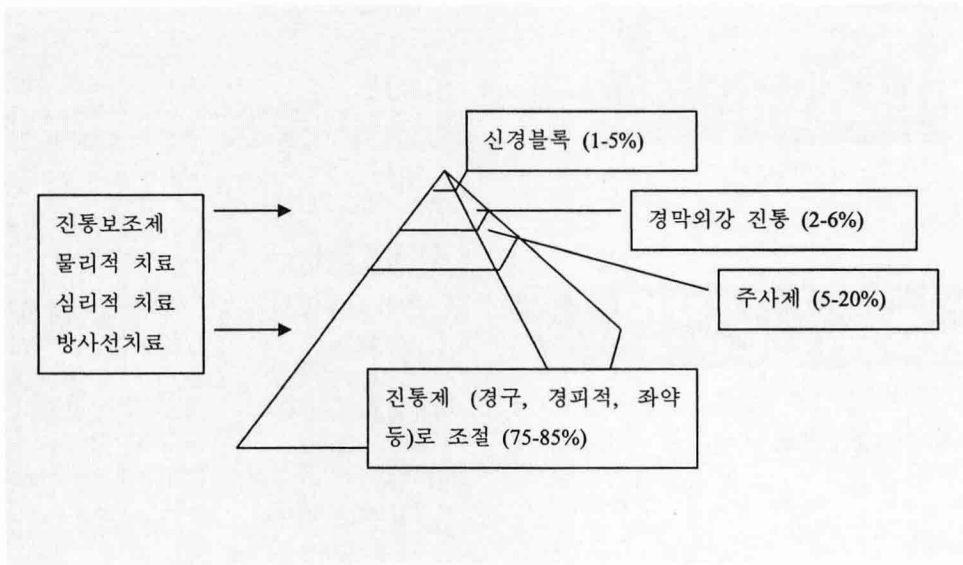 신경블록 (1-5%)
진통보조제
물리적 치료
심리적 치료
방사선치료
경막외강 진통 (2-6%)
주사제 (5-20%)
진통제 (경구, 경피적, 좌약
등)로 조절 (75-85%)